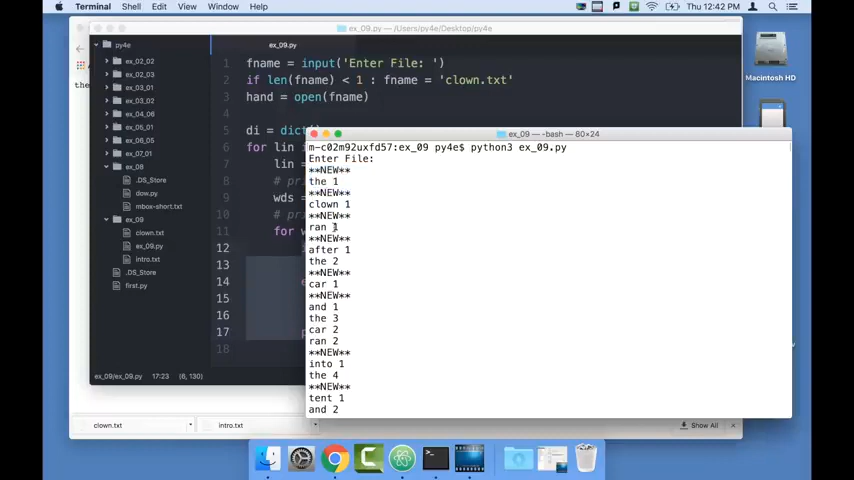 Terminal Shell Edit View Window Help
Thu 12:42 PM
ex_09.py — /Users/py4e/Desktop/py4e
Macintosh HD
py4e
ex_02_02
ex_02_03
ex_03_01
ex_03_02
ex_04_06
ex_05_01
ex_06_05
ex_07_01
ex_08
.DS_Store
dow.py
mbox-short.txt
ex_09
clown.txt
ex_09.py
intro.txt
.DS_Store
first.py
the
ex_09.py
1 fname = input('Enter File: ')
2 if len(fname) < 1 : fname = 'clown.txt'
3 hand = open(fname)
5 di = dict()
6 for lin i
7 lin =
8 # pri
9 wds =
10 # pri
11 for w
12
13
14 e
15
16
17 p
18
ex_09/ex_09.py 17:23 (6, 130)
ex_09 — -bash — 80×24
m-c02m92uxfd57:ex_09 py4e$ python3 ex_09.py
Enter File:
**NEW**
the 1
**NEW**
clown 1
**NEW**
ran 1
**NEW**
after 1
the 2
**NEW**
car 1
**NEW**
and 1
the 3
car 2
ran 2
**NEW**
into 1
the 4
**NEW**
tent 1
and 2
clown.txt
intro.txt
Show All